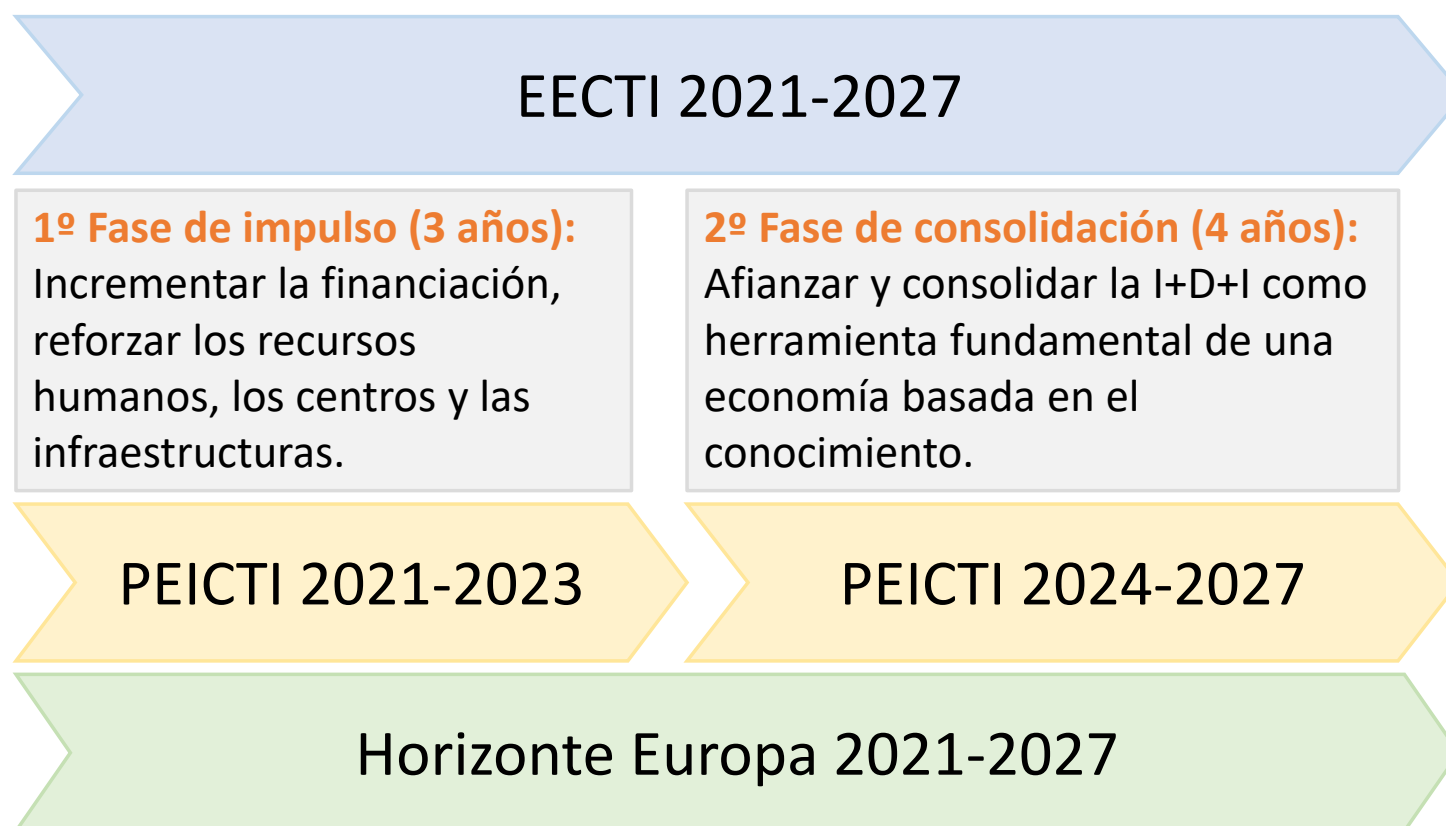 EECTI 2021-2027
1º Fase de impulso (3 años):
Incrementar la financiación,
reforzar los recursos
humanos, los centros y las
infraestructuras.
2º Fase de consolidación (4 años):
Afianzar y consolidar la I+D+I como
herramienta fundamental de una
economía basada en el
conocimiento.
PEICTI 2021-2023
PEICTI 2024-2027
Horizonte Europa 2021-2027